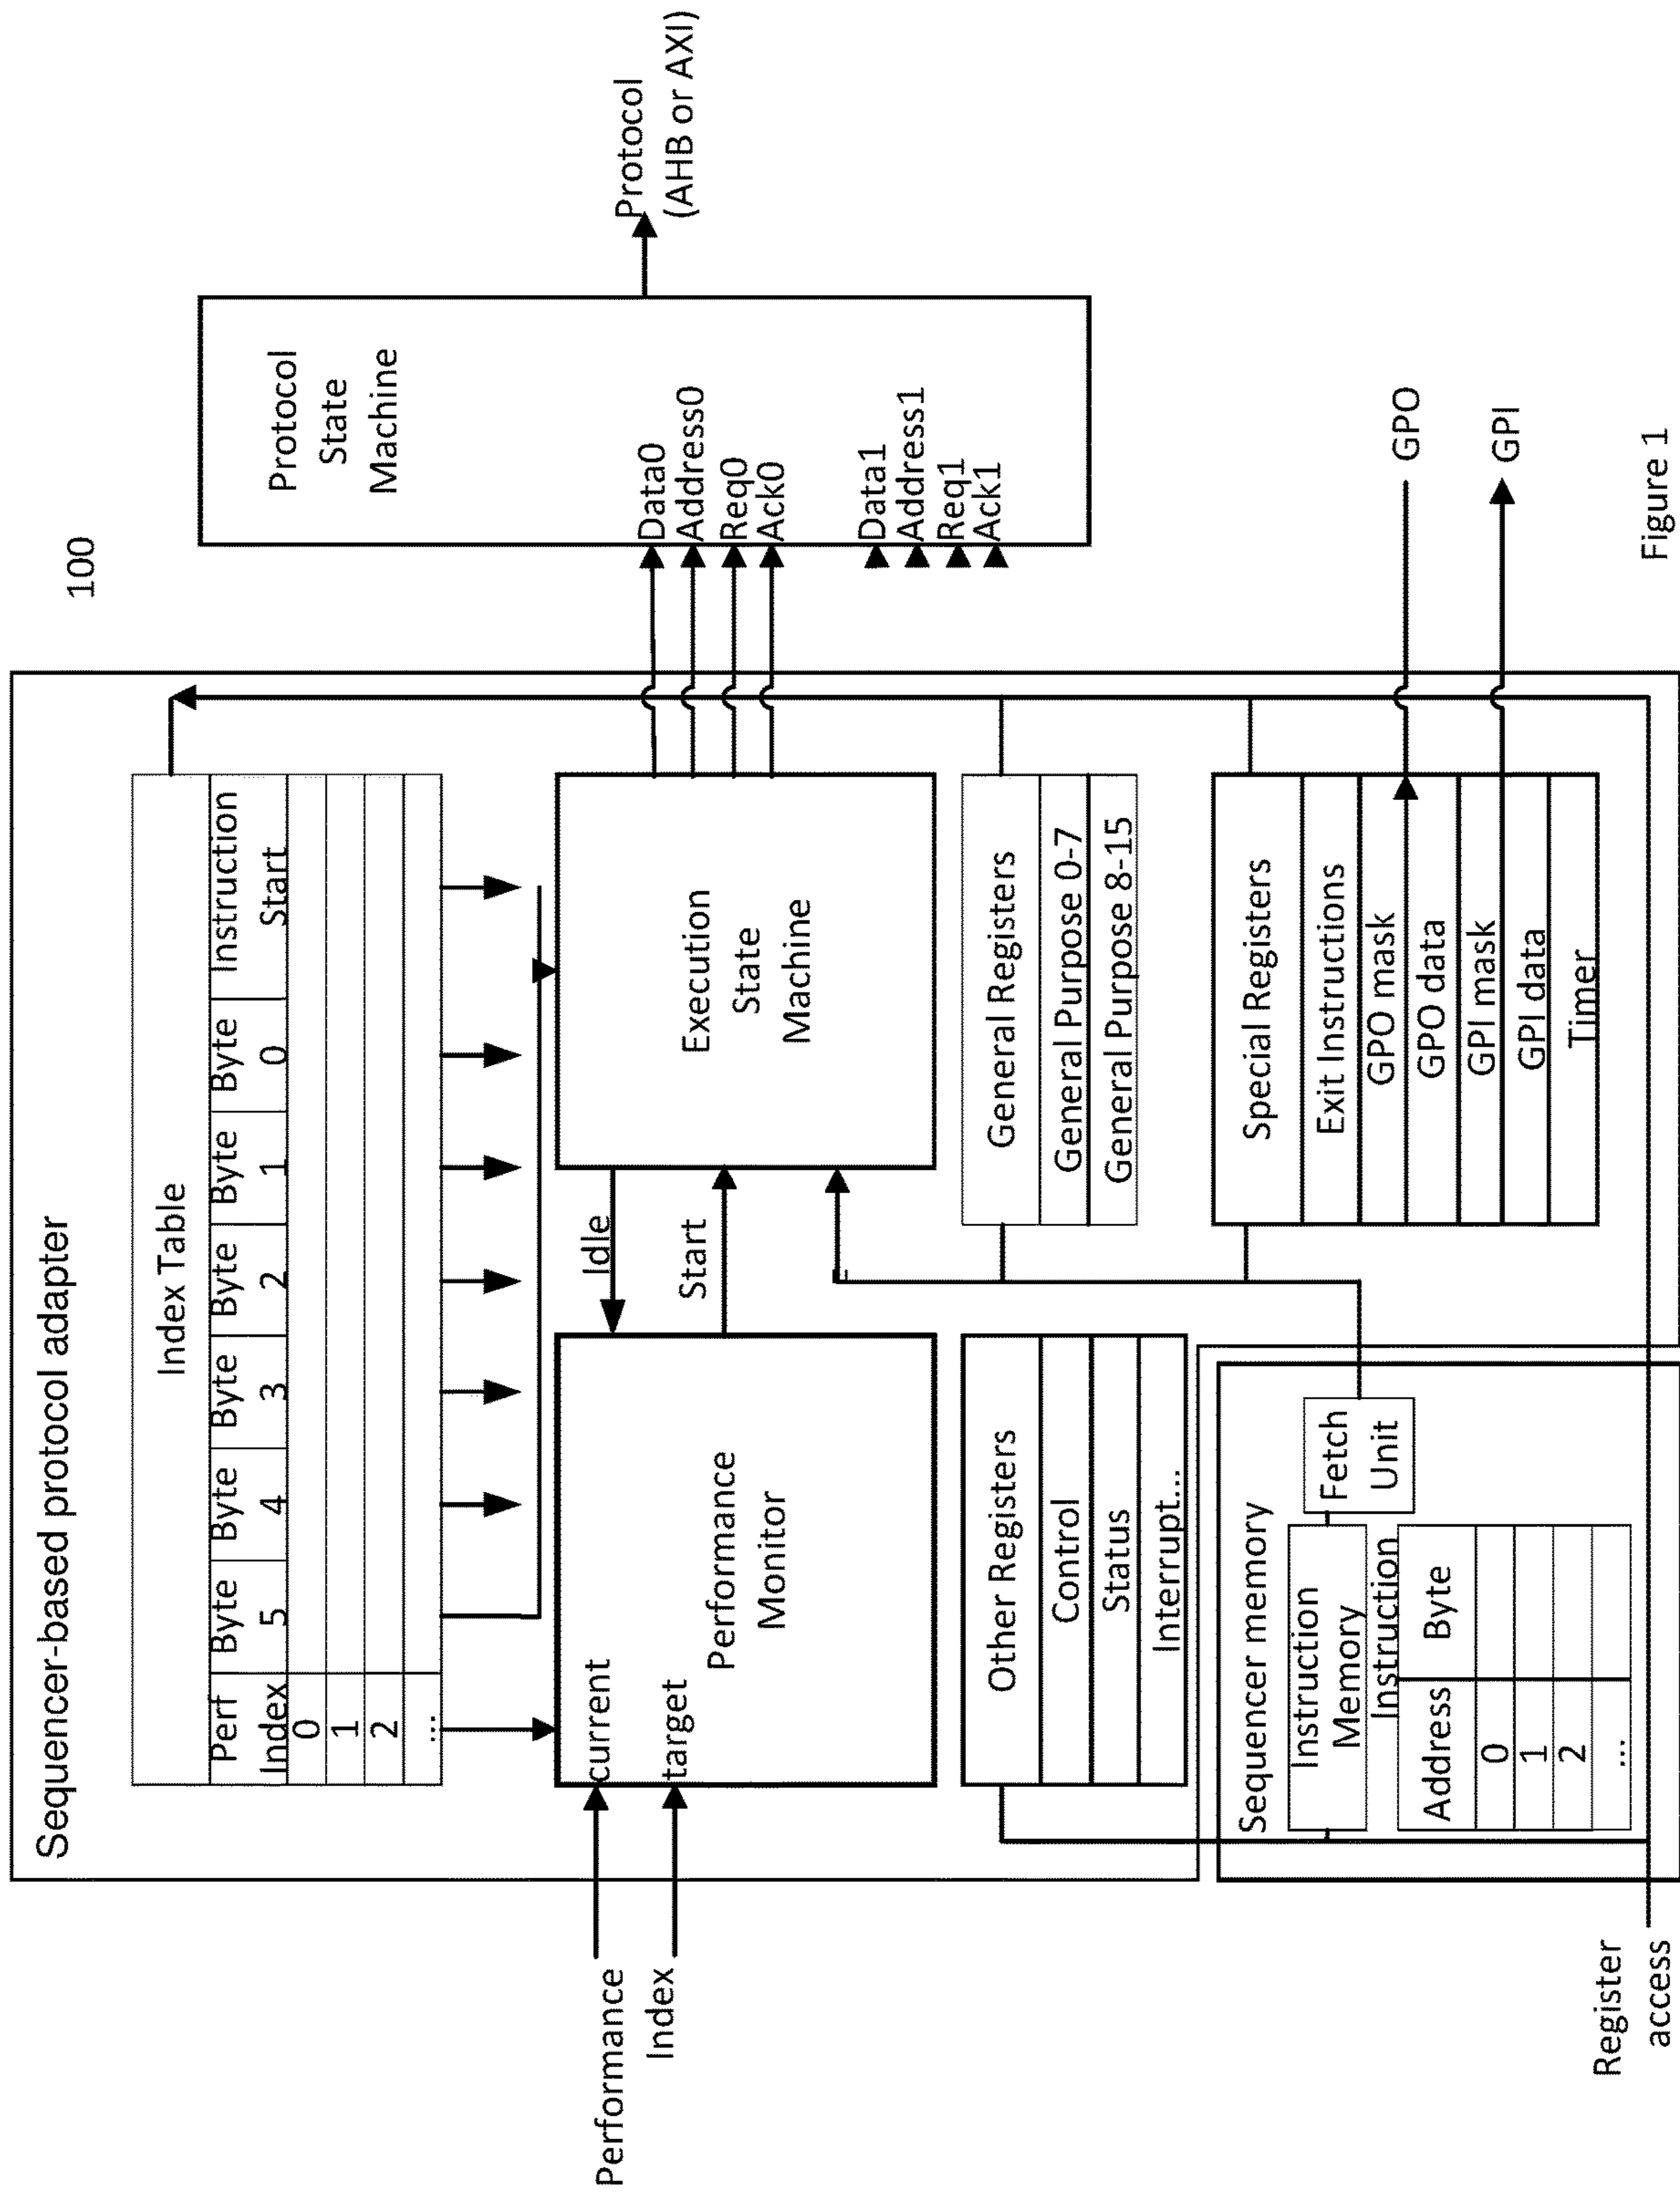 100
Sequencer-based protocol adapter
Index Table
Perf
Index
Byte
5
Byte
4
Byte
3
Byte
2
Byte
1
Byte
0
Instruction
Start
0
1
2
...
Performance
Index
current
target
Performance
Monitor
Idle
Start
Execution
State
Machine
Protocol
State
Machine
Data0
Address0
Req0
Ack0
Data1
Address1
Req1
Ack1
Protocol
(AHB or AXI)
Other Registers
Control
Status
Interrupt...
General Registers
General Purpose 0-7
General Purpose 8-15
Special Registers
Exit Instructions
GPO mask
GPO data
GPI mask
GPI data
Timer
GPO
GPI
Sequencer memory
Instruction
Memory
Fetch
Unit
Instruction
Address
Byte
0
1
2
...
Register
access
Figure 1